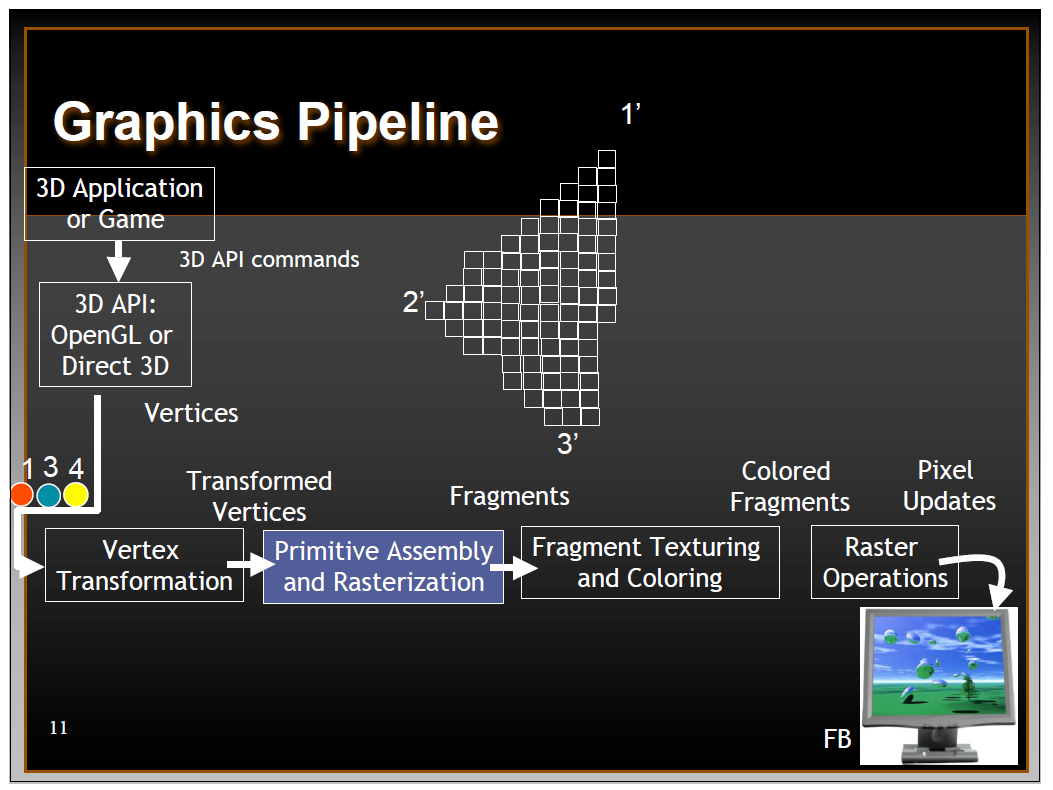 Graphics Pipeline
1’
3D Application
or Game
3D API commands
2’
3D API:
OpenGL or
Direct 3D
Vertices
3’
1 3 4
Transformed
Vertices
Fragments
Colored
Fragments
Pixel
Updates
Vertex
Transformation
Primitive Assembly
and Rasterization
Fragment Texturing
and Coloring
Raster
Operations
11
FB